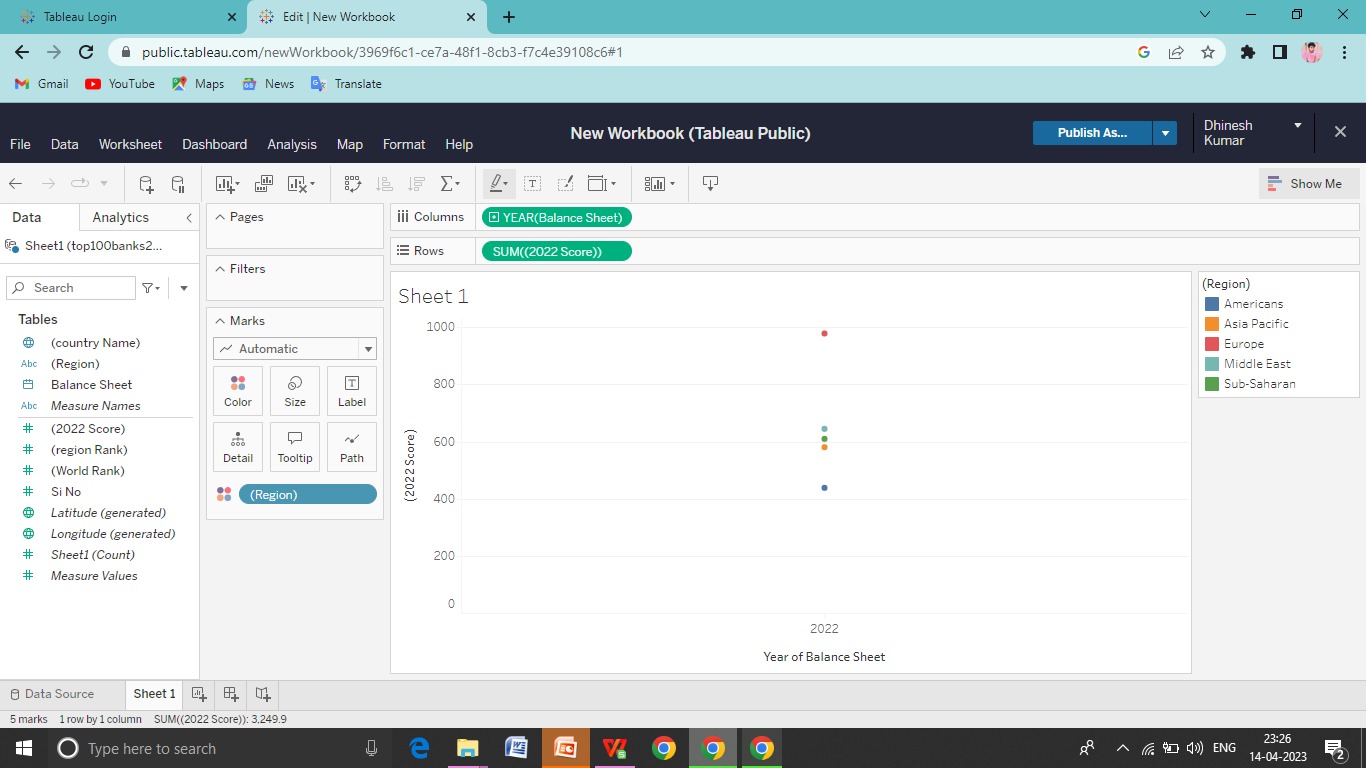 Tableau Login
Edit | New Workbook
public.tableau.com/newWorkbook/3969f6c1-ce7a-48f1-8cb3-f7c4e39108c6#1
Gmail YouTube Maps News Translate
New Workbook (Tableau Public)
Publish As...
Dhinesh
Kumar
File Data Worksheet Dashboard Analysis Map Format Help
Show Me
Data Analytics
Sheet1 (top100banks2...
Search
Tables
(country Name)
Abc (Region)
Balance Sheet
Abc Measure Names
(2022 Score)
(region Rank)
(World Rank)
Si No
Latitude (generated)
Longitude (generated)
Sheet1 (Count)
Measure Values
Pages
Filters
Marks
Automatic
Color Size Label
Detail Tooltip Path
(Region)
Columns YEAR(Balance Sheet)
Rows SUM((2022 Score))
Sheet 1
1000
800
600
400
200
0
(2022 Score)
2022
Year of Balance Sheet
(Region)
Americans
Asia Pacific
Europe
Middle East
Sub-Saharan
Data Source Sheet 1
5 marks 1 row by 1 column SUM((2022 Score)): 3,249.9
Type here to search
ENG
23:26
14-04-2023
2